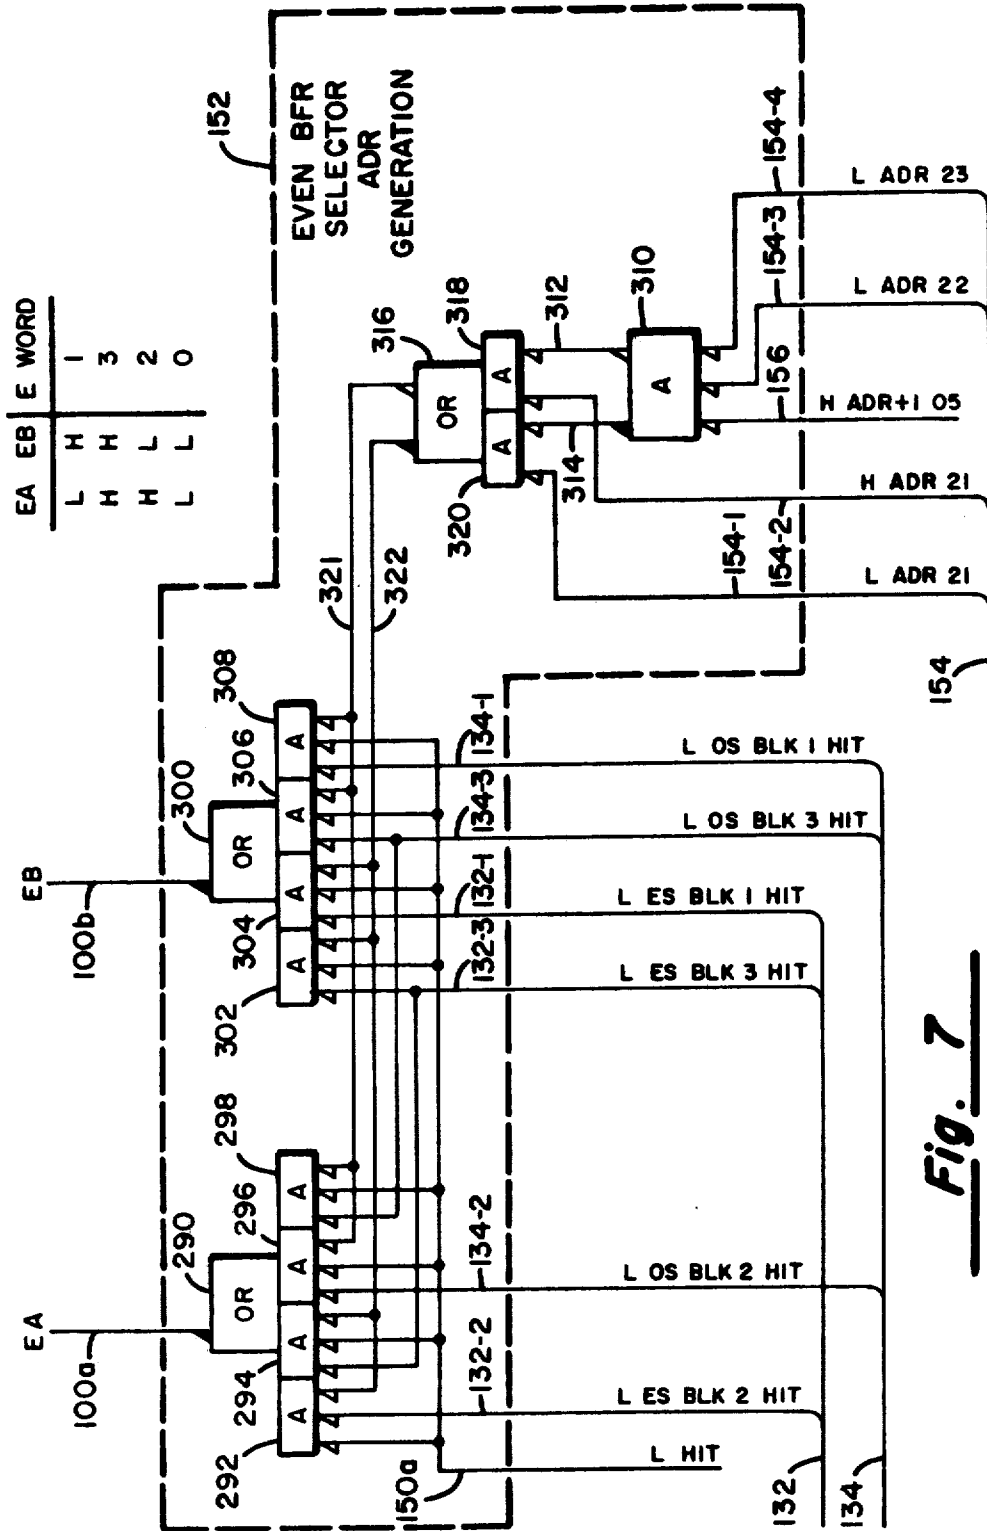 EA EB E WORD
L H 1
H H 3
H L 2
L L 0
152
EVEN BFR
SELECTOR
ADR
GENERATION
EA
100a
290
OR
292
294
296
298
A
A
A
A
EB
100b
300
OR
302
304
306
308
A
A
A
A
321
322
316
OR
318
320
A
A
312
314
310
A
150a
132-2
134-2
132-3
132-1
134-3
134-1
154-1
154-2
156
154-3
154-4
L HIT
L ES BLK 2 HIT
L OS BLK 2 HIT
L ES BLK 3 HIT
L ES BLK 1 HIT
L OS BLK 3 HIT
L OS BLK 1 HIT
L ADR 21
H ADR 21
H ADR+1 05
L ADR 22
L ADR 23
132
134
154
Fig. 7